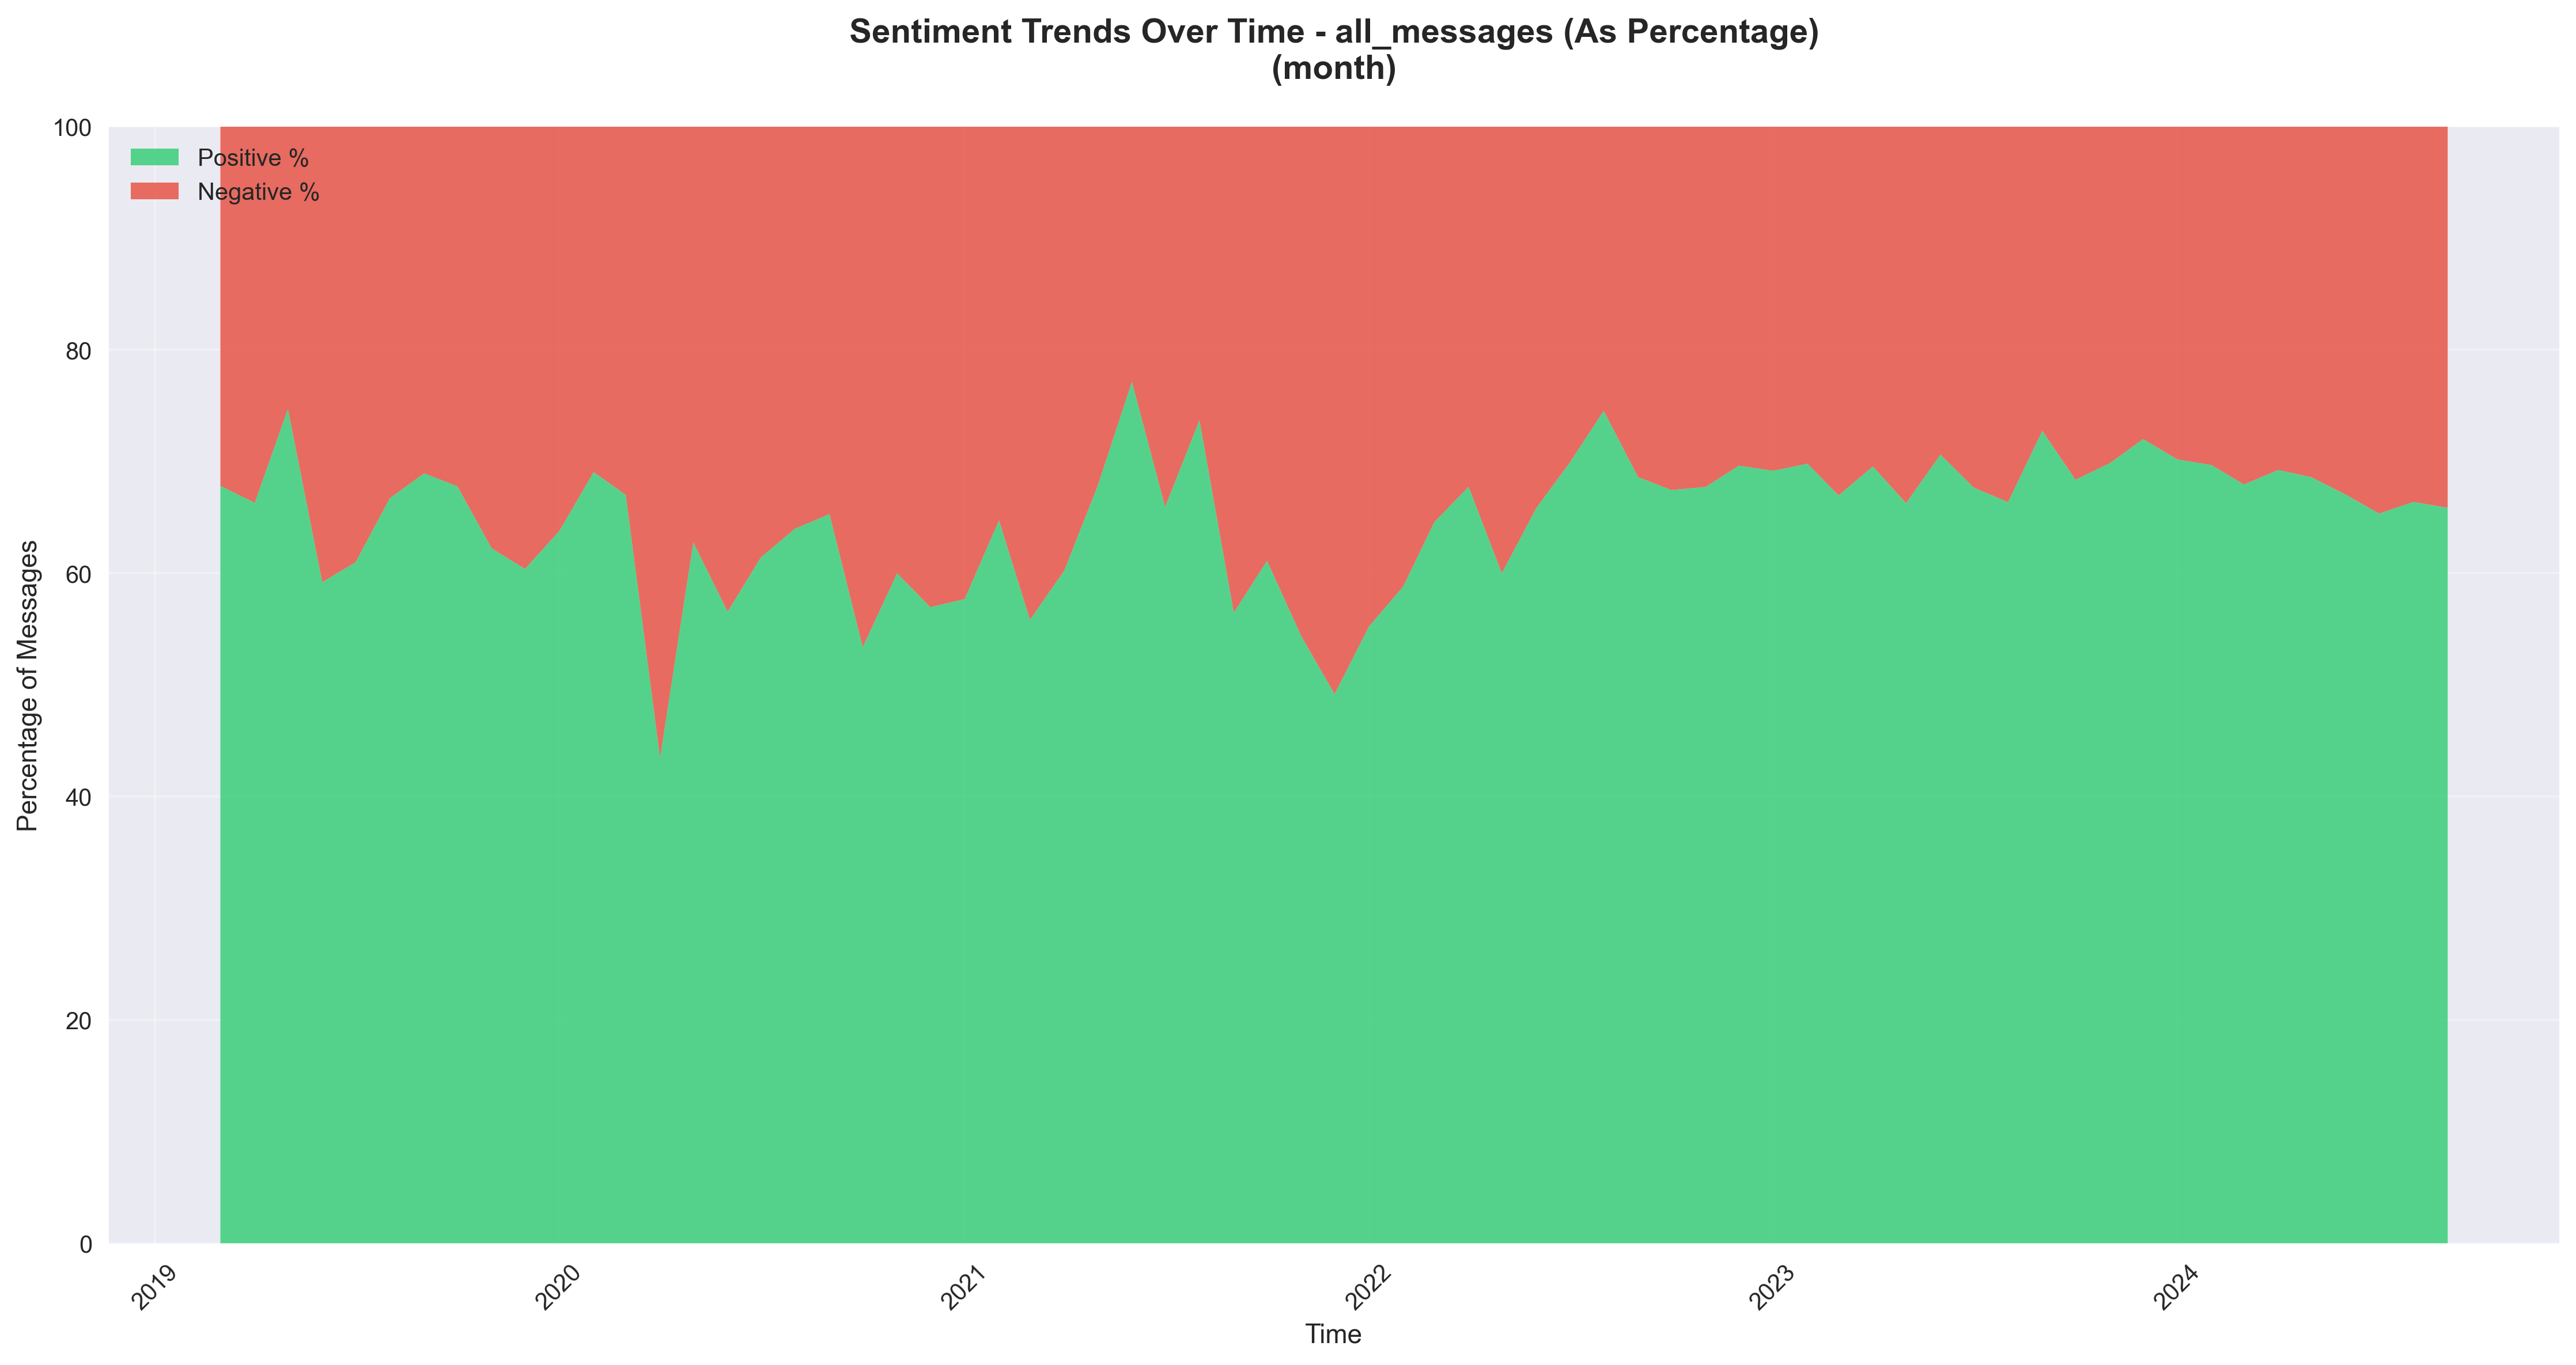 Sentiment Trends Over Time - all_messages (As Percentage)
(month)
100
80
60
40
20
0
Positive %
Negative %
Percentage of Messages
2019
2020
2021
2022
2023
2024
Time